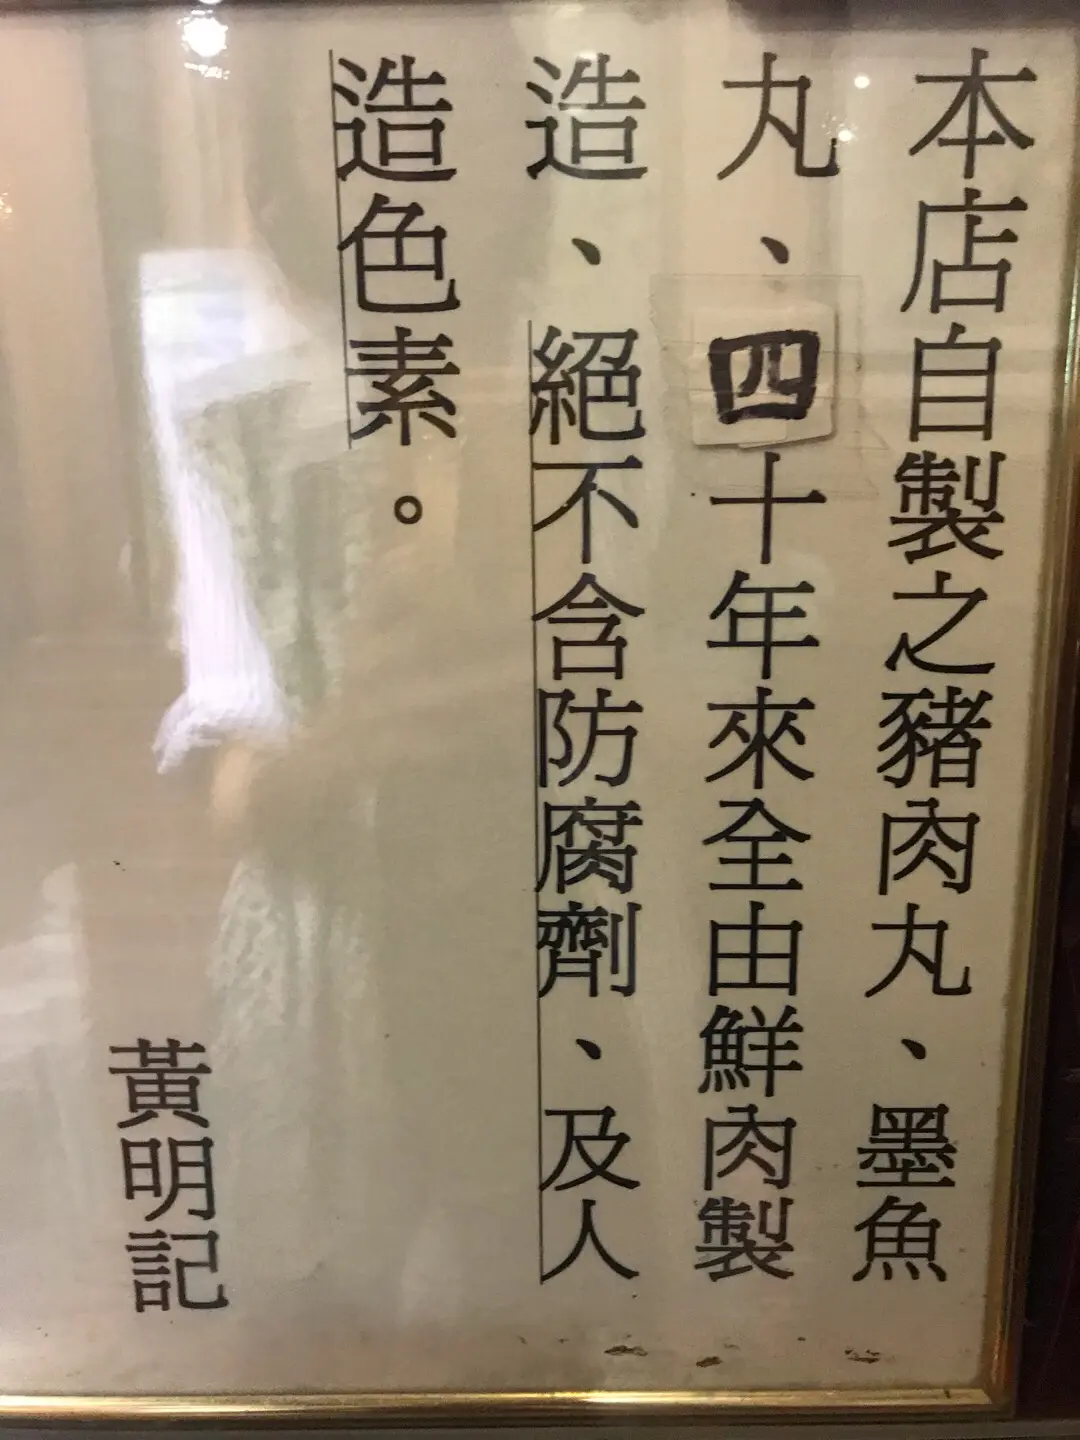 本店自製之豬肉丸、墨魚
丸、四十年來全由鮮肉製
造、絕不含防腐劑、及人
造色素。
黃明記